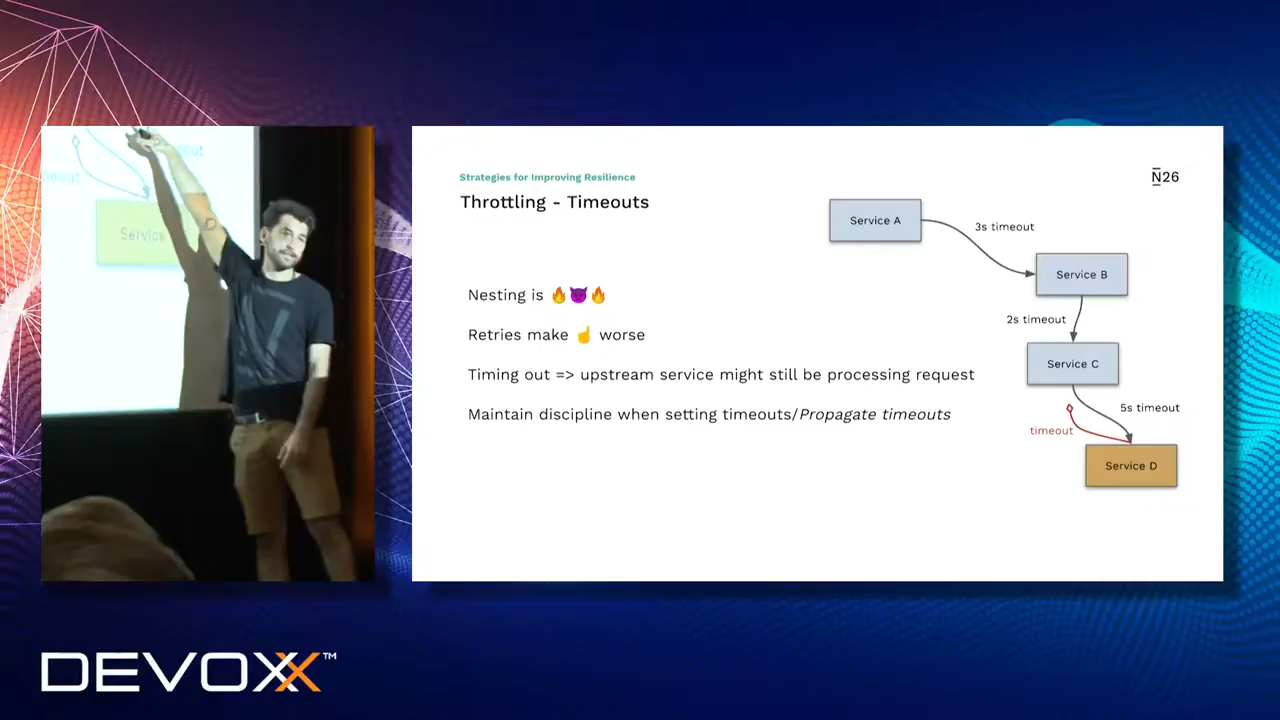 Strategies for Improving Resilience
N26
Throttling - Timeouts
Service A
3s timeout
Service B
Nesting is 🔥😈🔥
2s timeout
Retries make ☝️ worse
Service C
Timing out => upstream service might still be processing request
5s timeout
Maintain discipline when setting timeouts/Propagate timeouts
timeout
Service D
Service
DEVOXX™